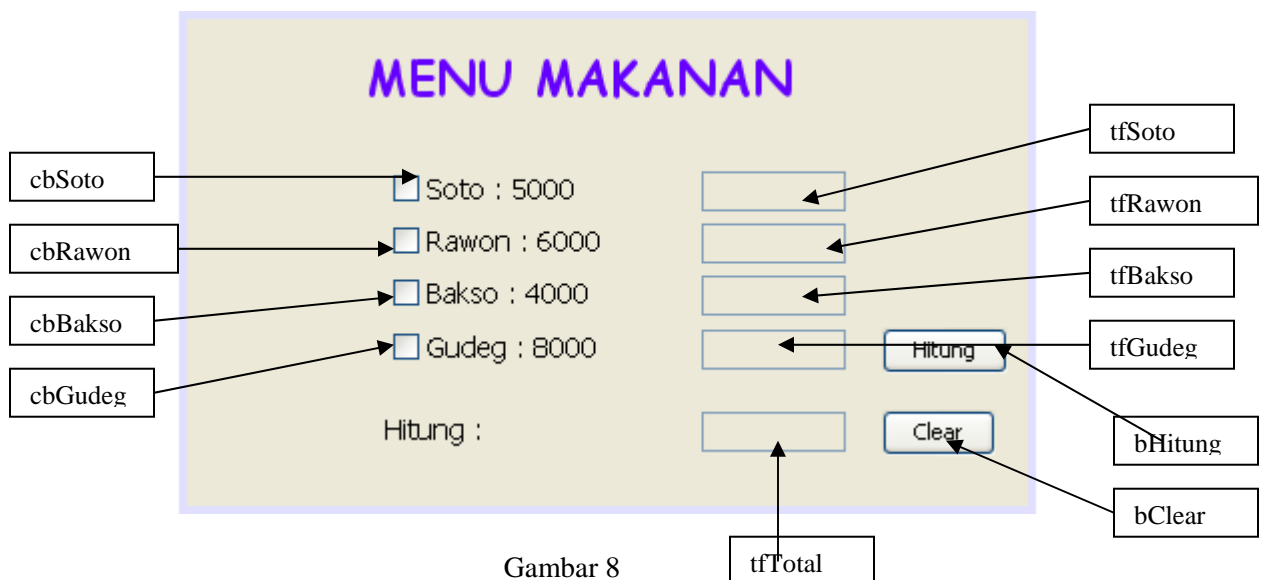 MENU MAKANAN
tfSoto
cbSoto
Soto : 5000
tfRawon
cbRawon
Rawon : 6000
tfBakso
cbBakso
Bakso : 4000
tfGudeg
cbGudeg
Gudeg : 8000
Hitung
Hitung :
Clear
bHitung
bClear
tfTotal
Gambar 8